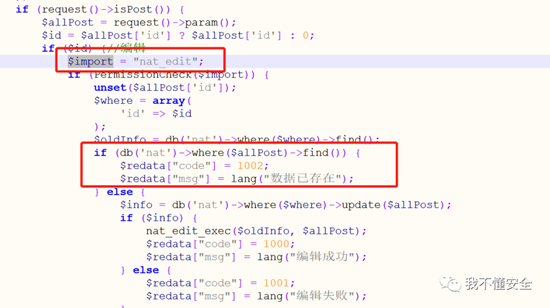 if (request()->isPost()) {
$allPost = request()->param();
$id = $allPost['id'] ? $allPost['id'] : 0;
if ($id) {//编辑
$import = "nat_edit";
if (PermissionCheck($import)) {
unset($allPost['id']);
$where = array(
'id' => $id
);
$oldInfo = db('nat')->where($where)->find();
if (db('nat')->where($allPost)->find()) {
$redata["code"] = 1002;
$redata["msg"] = lang("数据已存在");
} else {
$info = db('nat')->where($where)->update($allPost);
if ($info) {
nat_edit_exec($oldInfo, $allPost);
$redata["code"] = 1000;
$redata["msg"] = lang("编辑成功");
} else {
$redata["code"] = 1001;
$redata["msg"] = lang("编辑失败");
}
我不懂安全